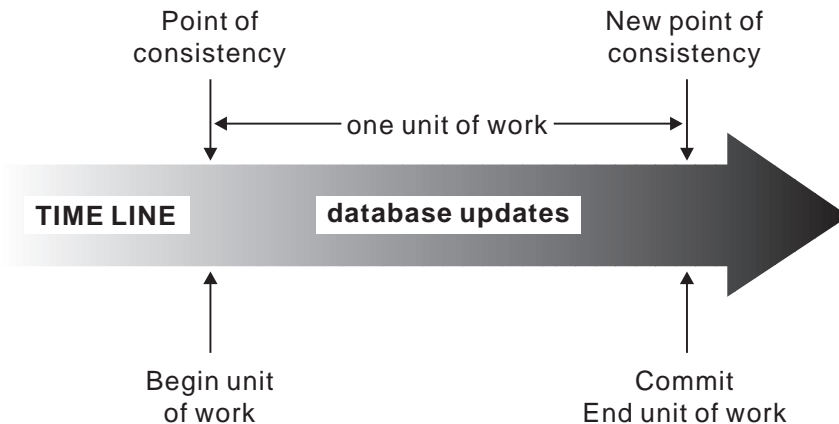 Point of
consistency
New point of
consistency
one unit of work
TIME LINE
database updates
Begin unit
of work
Commit
End unit of work